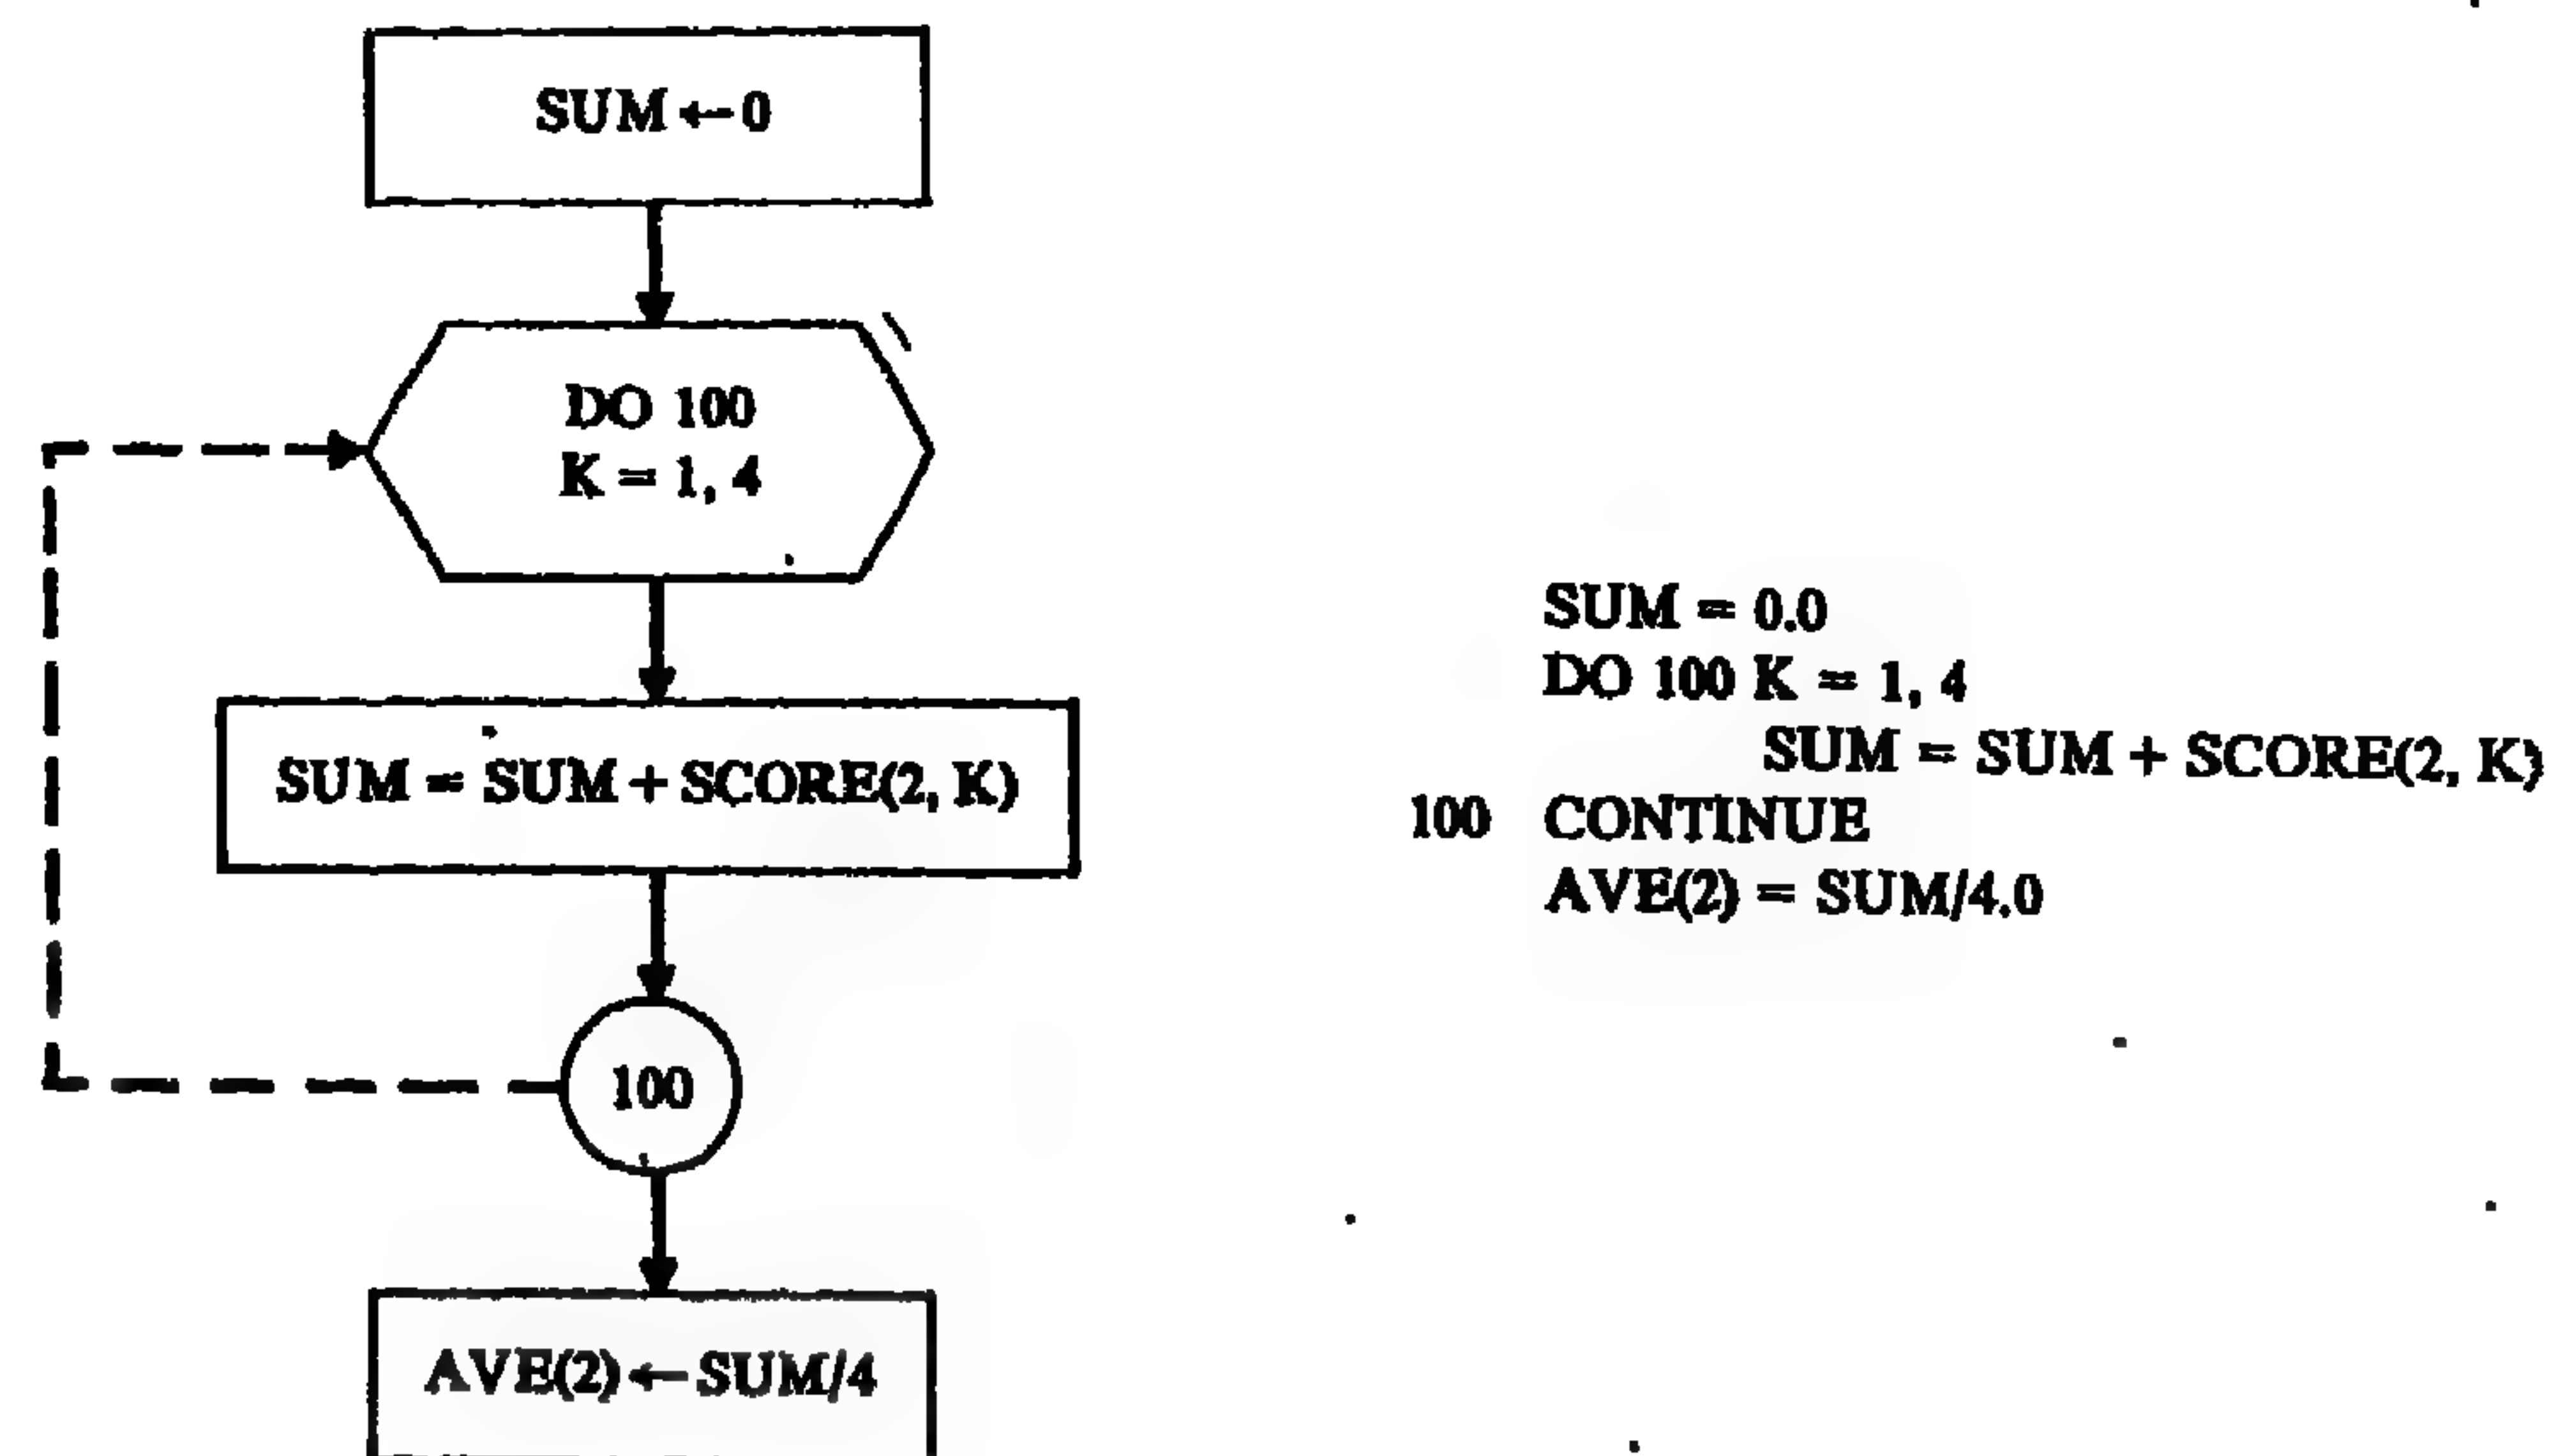 SUM ← 0
DO 100
K = 1, 4
SUM = SUM + SCORE(2, K)
100
AVE(2) ← SUM/4
SUM = 0.0
DO 100 K = 1, 4
SUM = SUM + SCORE(2, K)
100 CONTINUE
AVE(2) = SUM/4.0